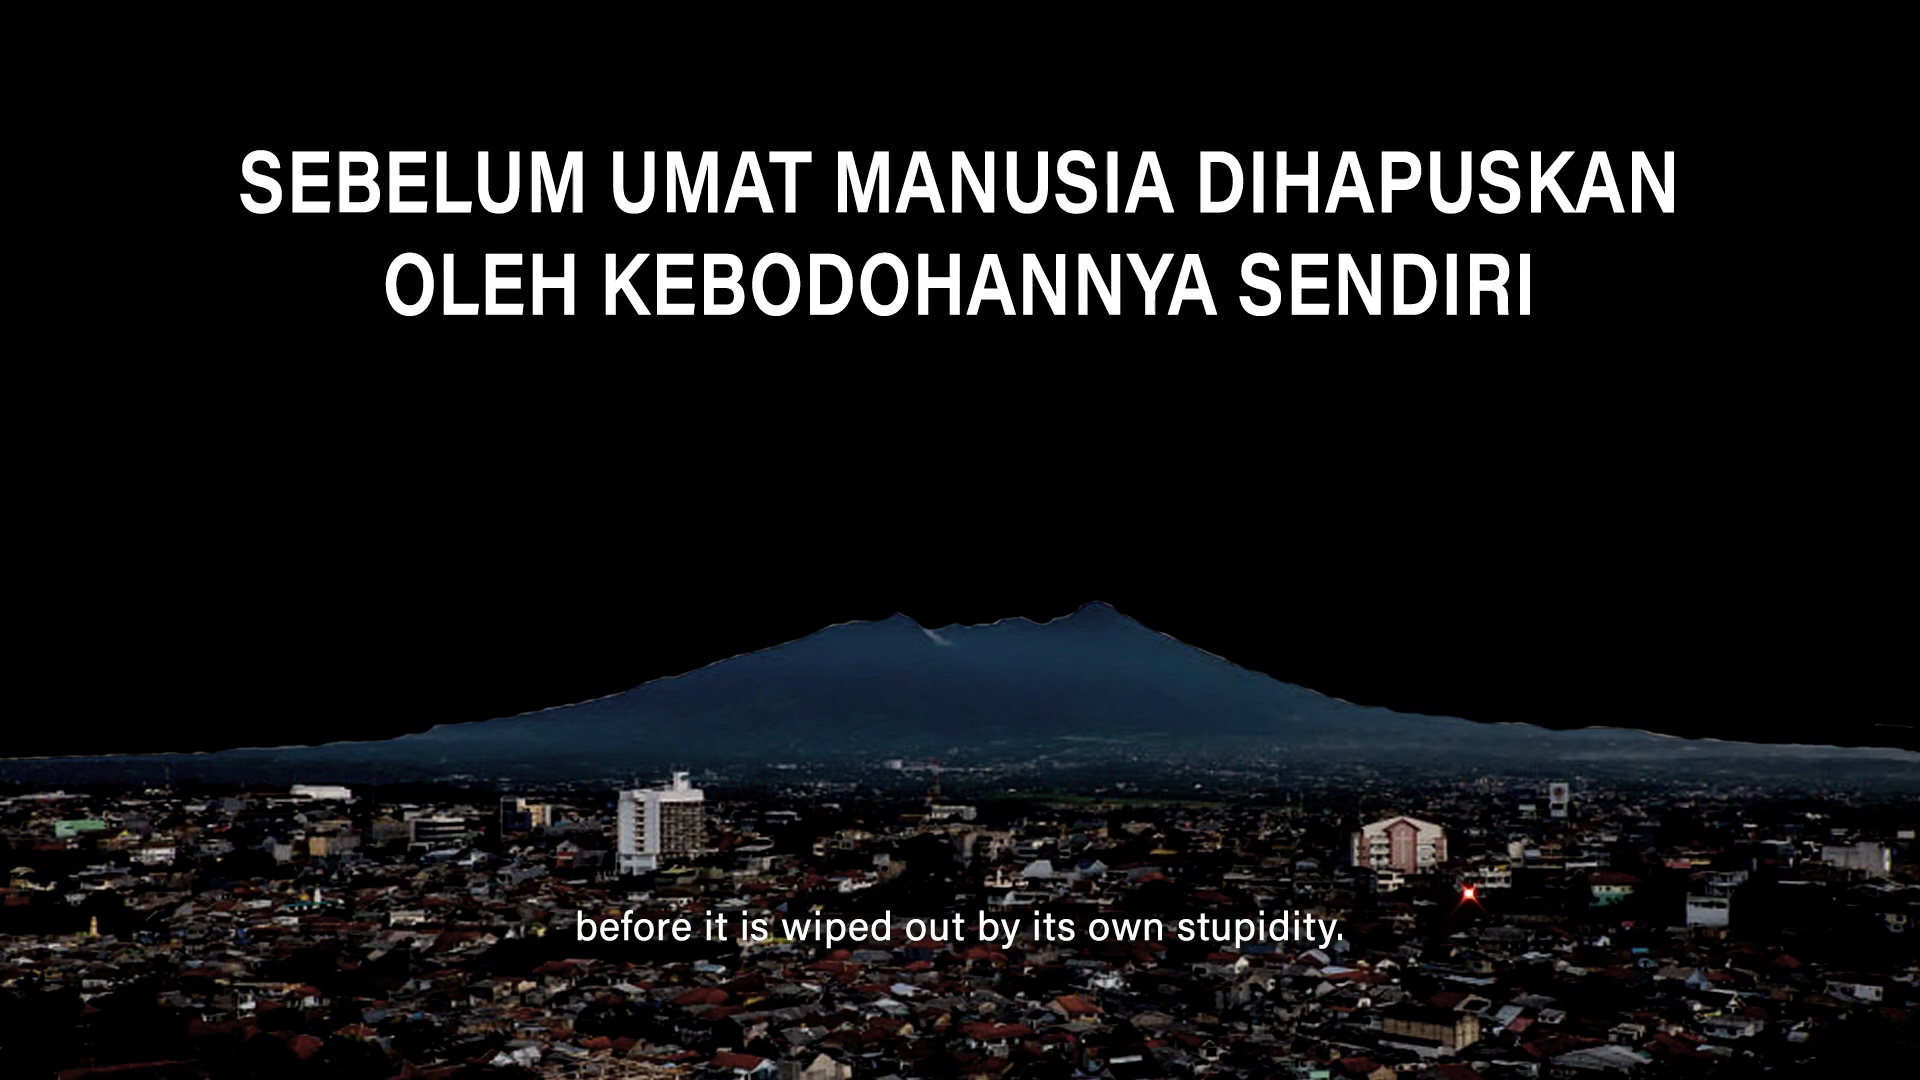 SEBELUM UMAT MANUSIA DIHAPUSKAN
OLEH KEBODOHANNYA SENDIRI
before it is wiped out by its own stupidity.